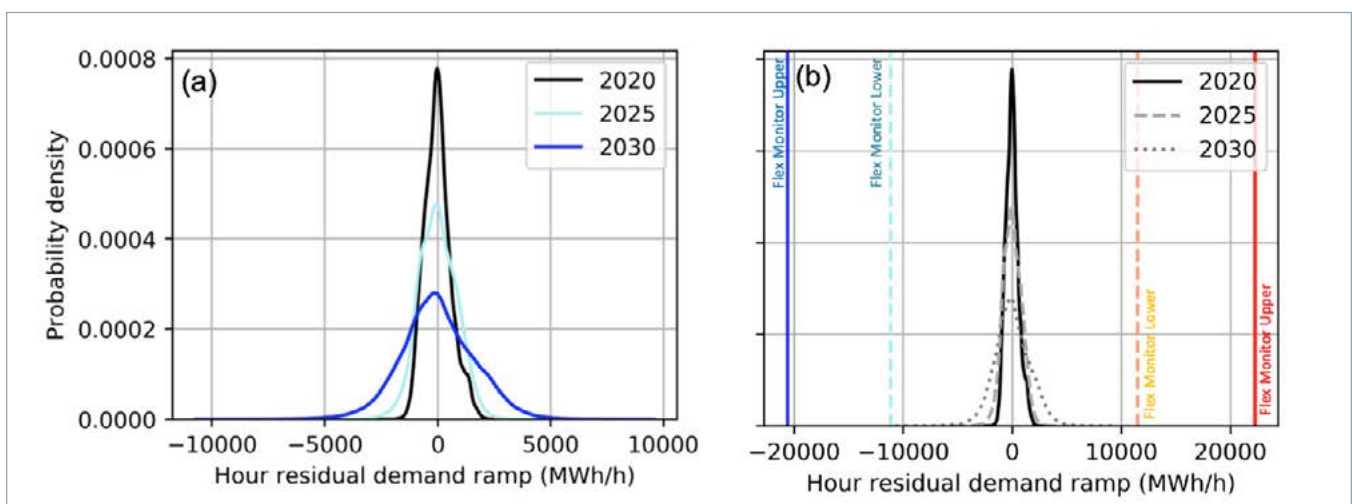 (a)
2020
2025
2030
0.0008
0.0006
0.0004
0.0002
0.0000
Probability density
−10000
−5000
0
5000
10000
Hour residual demand ramp (MWh/h)
(b)
2020
2025
2030
Flex Monitor Upper
Flex Monitor Lower
Flex Monitor Lower
Flex Monitor Upper
−20000
−10000
0
10000
20000
Hour residual demand ramp (MWh/h)